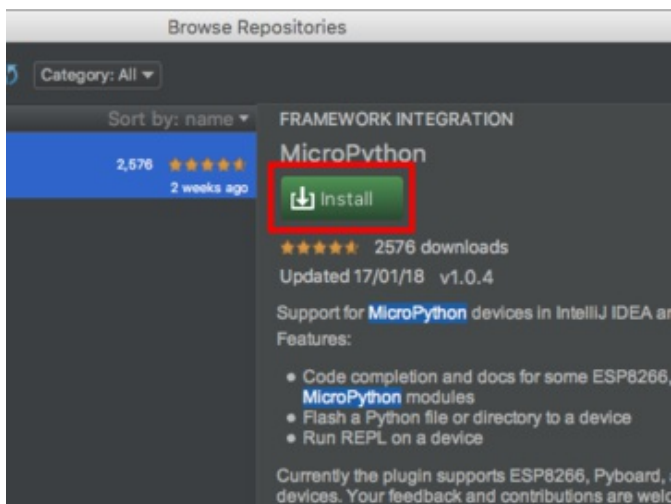 Browse Repositories
Category: All
Sort by: name
2,576
2 weeks ago
FRAMEWORK INTEGRATION
MicroPython
Install
2576 downloads
Updated 17/01/18 v1.0.4
Support for MicroPython devices in IntelliJ IDEA
Features:
• Code completion and docs for some ESP8266,
MicroPython modules
• Flash a Python file or directory to a device
• Run REPL on a device
Currently the plugin supports ESP8266, Pyboard,
devices. Your feedback and contributions are